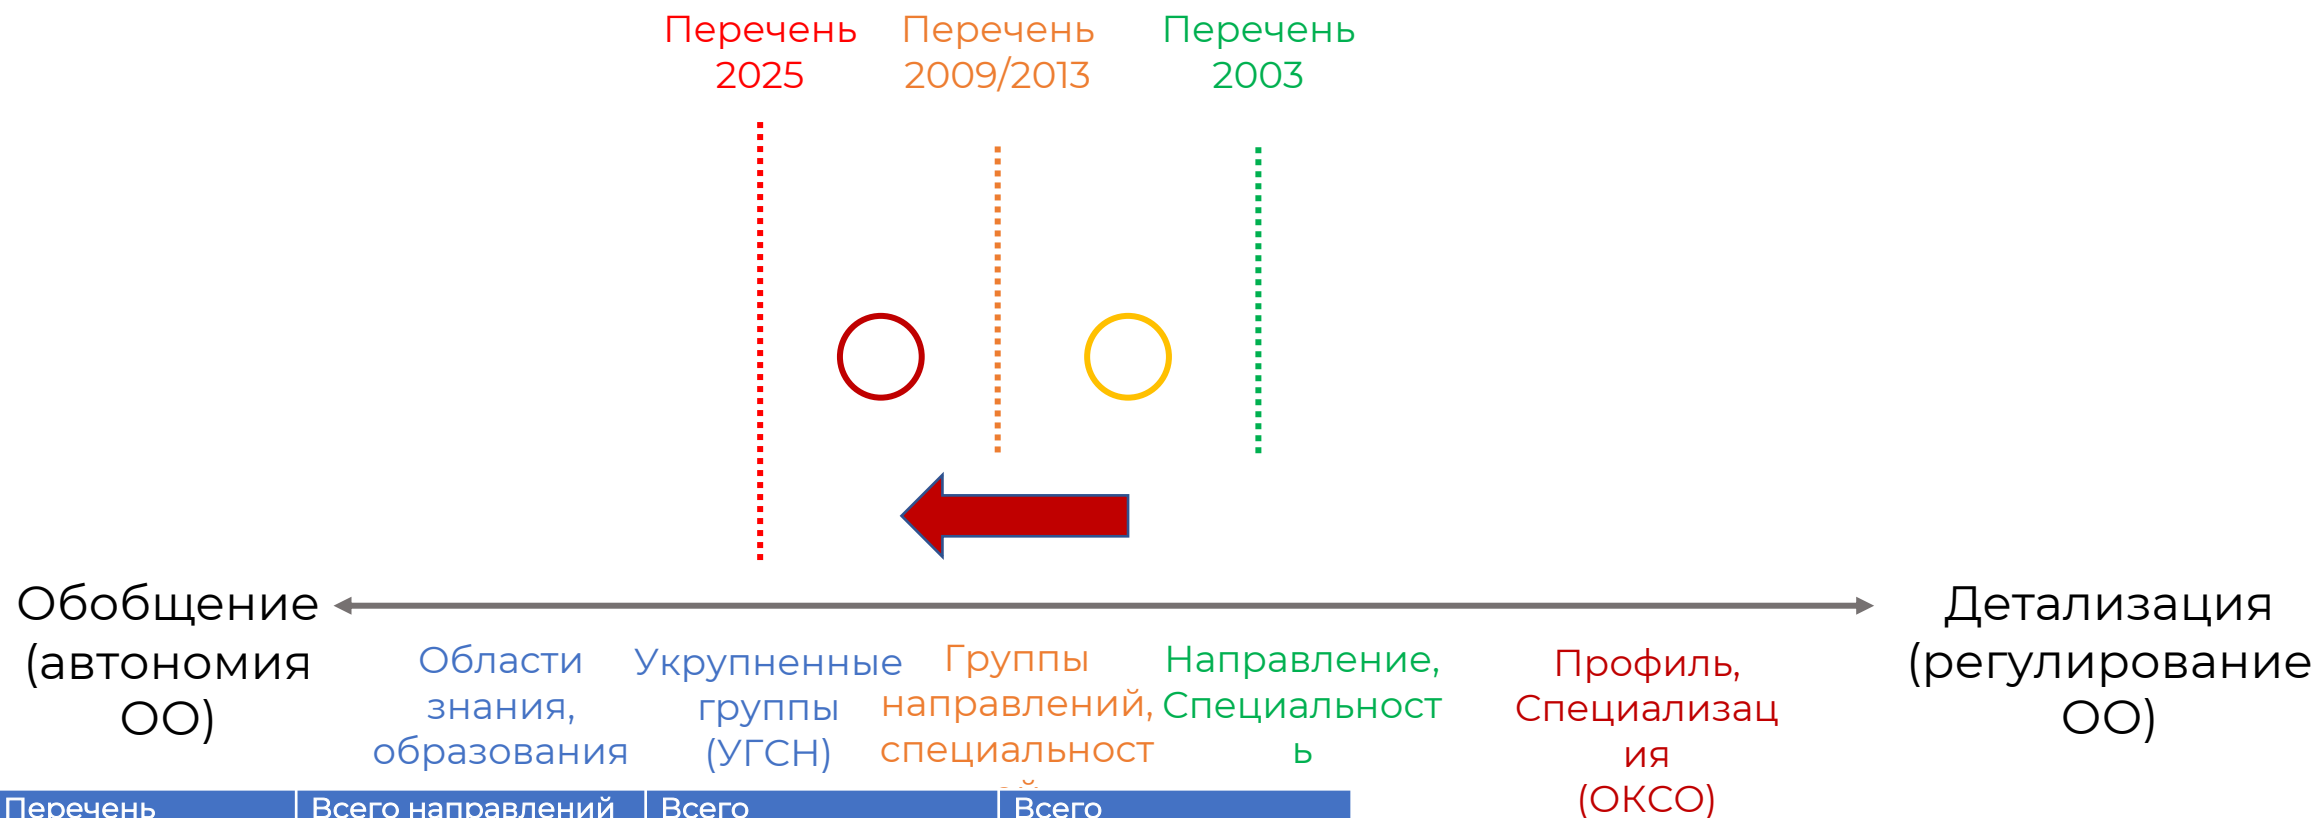 Перечень
2025
Перечень
2009/2013
Перечень
2003
Обобщение
(автономия
ОО)
Детализация
(регулирование
ОО)
Области
знания,
образования
Укрупненные
группы
(УГСН)
Группы
направлений,
специальност
Направление,
Специальност
ь
Профиль,
Специализац
ия
(ОКСО)
Перечень
Всего направлений
Всего
Всего